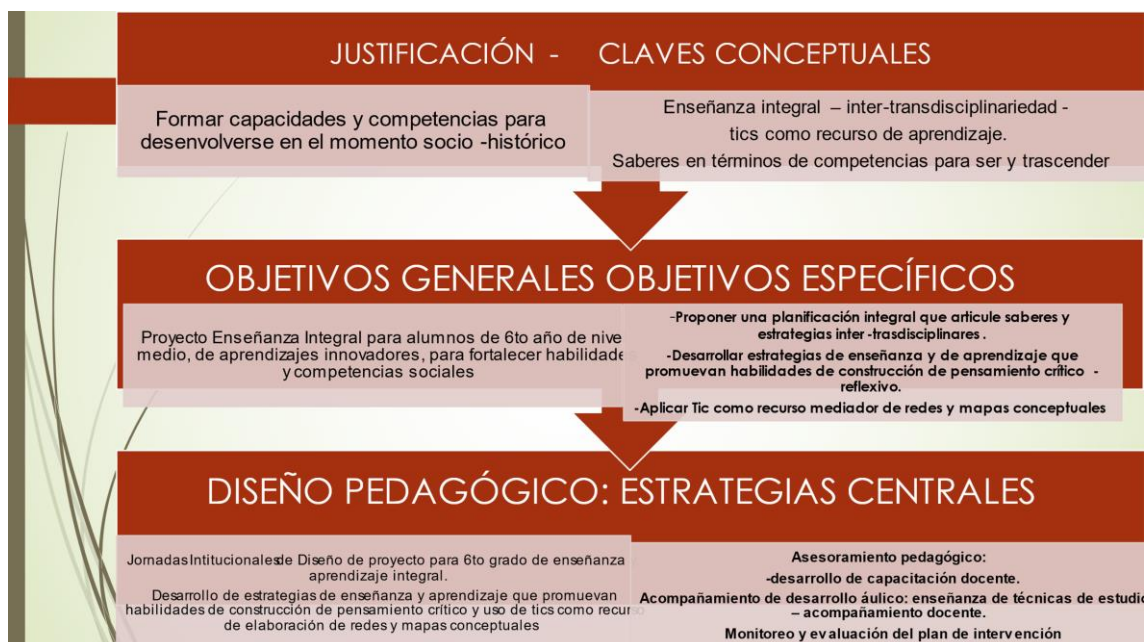 JUSTIFICACIÓN - CLAVES CONCEPTUALES
Formar capacidades y competencias para
desenvolverse en el momento socio -histórico
Enseñanza integral – inter-transdisciplinariedad -
tics como recurso de aprendizaje.
Saberes en términos de competencias para ser y trascender
OBJETIVOS GENERALES OBJETIVOS ESPECÍFICOS
Proyecto Enseñanza Integral para alumnos de 6to año de nive
medio, de aprendizajes innovadores, para fortalecer habilidade
y competencias sociales
-Proponer una planificación integral que articule saberes y
estrategias inter -trasdisciplinares .
-Desarrollar estrategias de enseñanza y de aprendizaje que
promuevan habilidades de construcción de pensamiento crítico -
reflexivo.
-Aplicar Tic como recurso mediador de redes y mapas conceptuales
DISEÑO PEDAGÓGICO: ESTRATEGIAS CENTRALES
Jornadas Intitucionales de Diseño de proyecto para 6to grado de enseñanza
aprendizaje integral.
Desarrollo de estrategias de enseñanza y aprendizaje que promuevan
habilidades de construcción de pensamiento crítico y uso de tics como recurso
de elaboración de redes y mapas conceptuales
Asesoramiento pedagógico:
-desarrollo de capacitación docente.
Acompañamiento de desarrollo áulico: enseñanza de técnicas de estudio
– acompañamiento docente.
Monitoreo y evaluación del plan de intervención